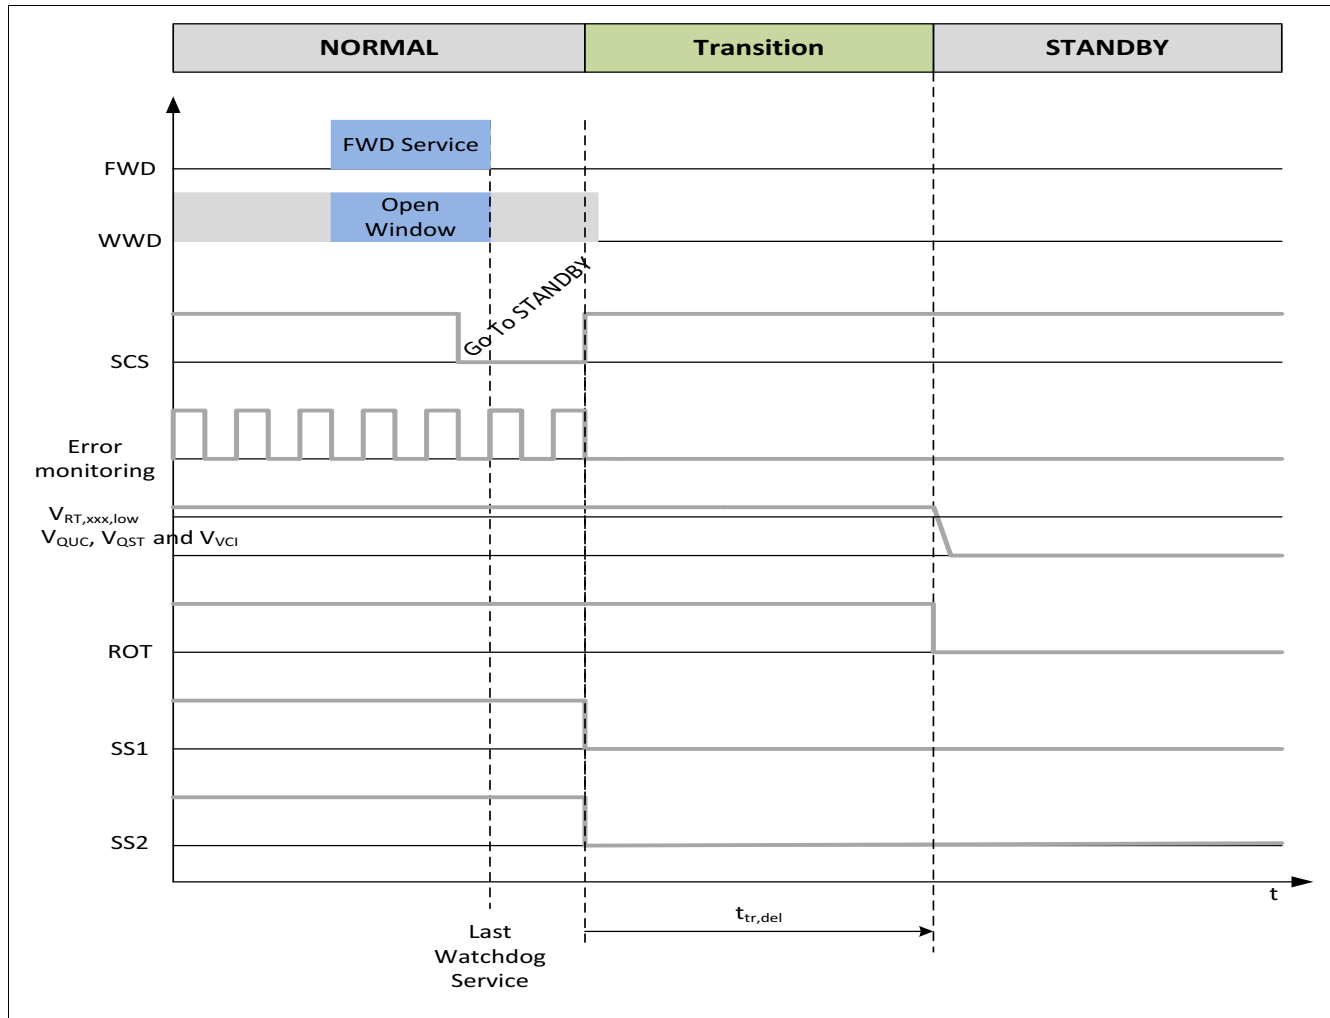 NORMAL
Transition
STANDBY
FWD
FWD Service
WWD
Open
Window
SCS
Go To STANDBY
Error
monitoring
VRT,xxx,low
VQUC, VQST and VVCI
ROT
SS1
SS2
t
ttr,del
Last
Watchdog
Service